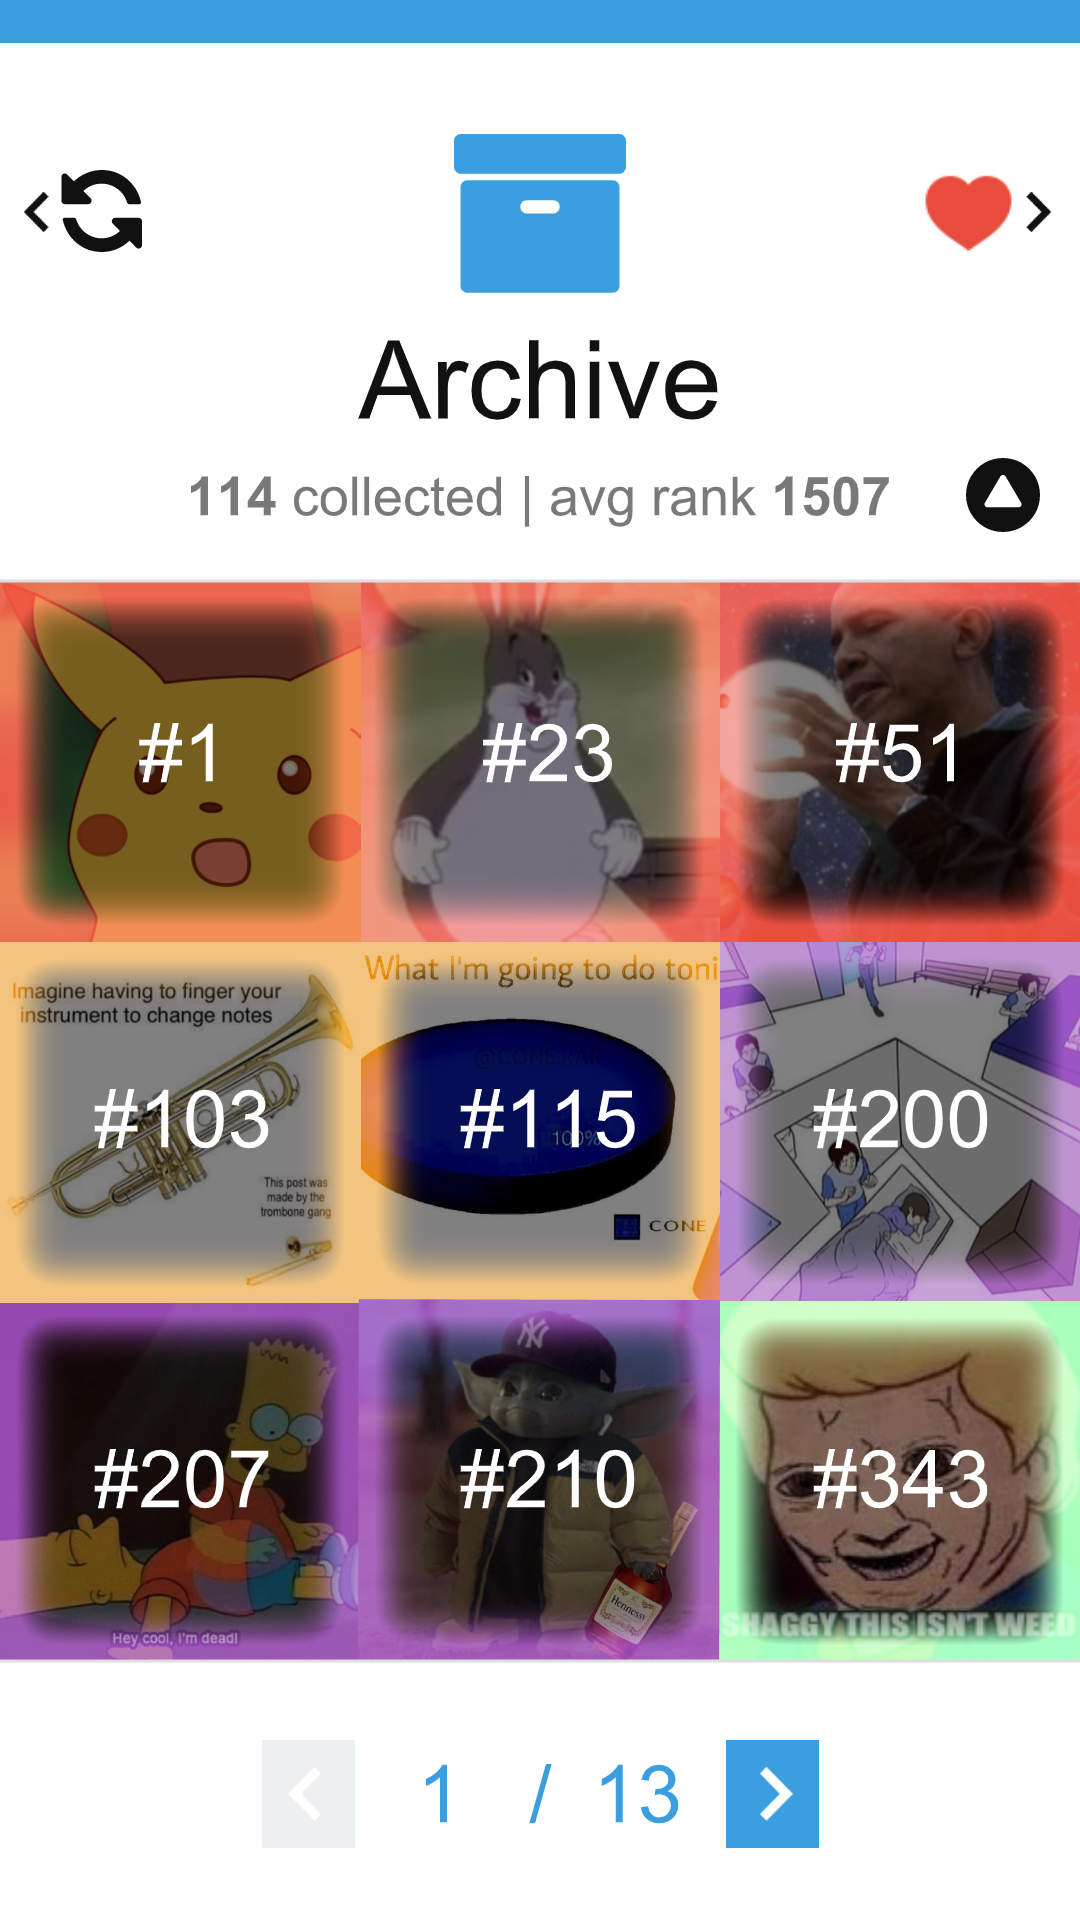 Archive
114 collected | avg rank 1507
#1
#23
#51
Imagine having to finger your
instrument to change notes
#103
This post was
made by the
trombone gang
What I'm going to do toni
#115
100%
CONE
#200
#207
Hey cool, I'm dead!
NY
#210
Hennessy
#343
SHAGGY THIS ISN'T WEED
1 / 13